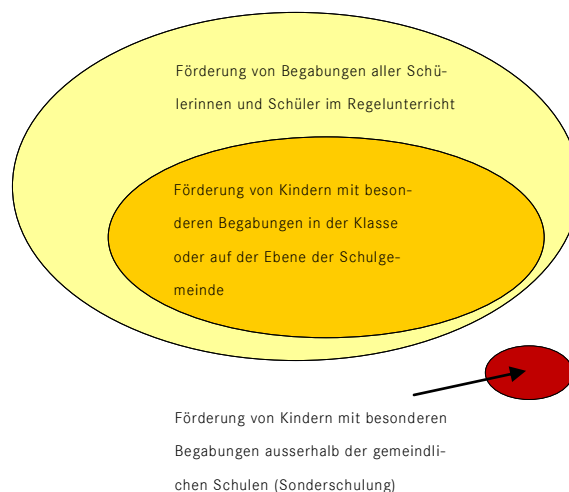 Förderung von Begabungen aller Schü-
lerinnen und Schüler im Regelunterricht
Förderung von Kindern mit beson-
deren Begabungen in der Klasse
oder auf der Ebene der Schulge-
meinde
Förderung von Kindern mit besonderen
Begabungen ausserhalb der gemeindli-
chen Schulen (Sonderschulung)